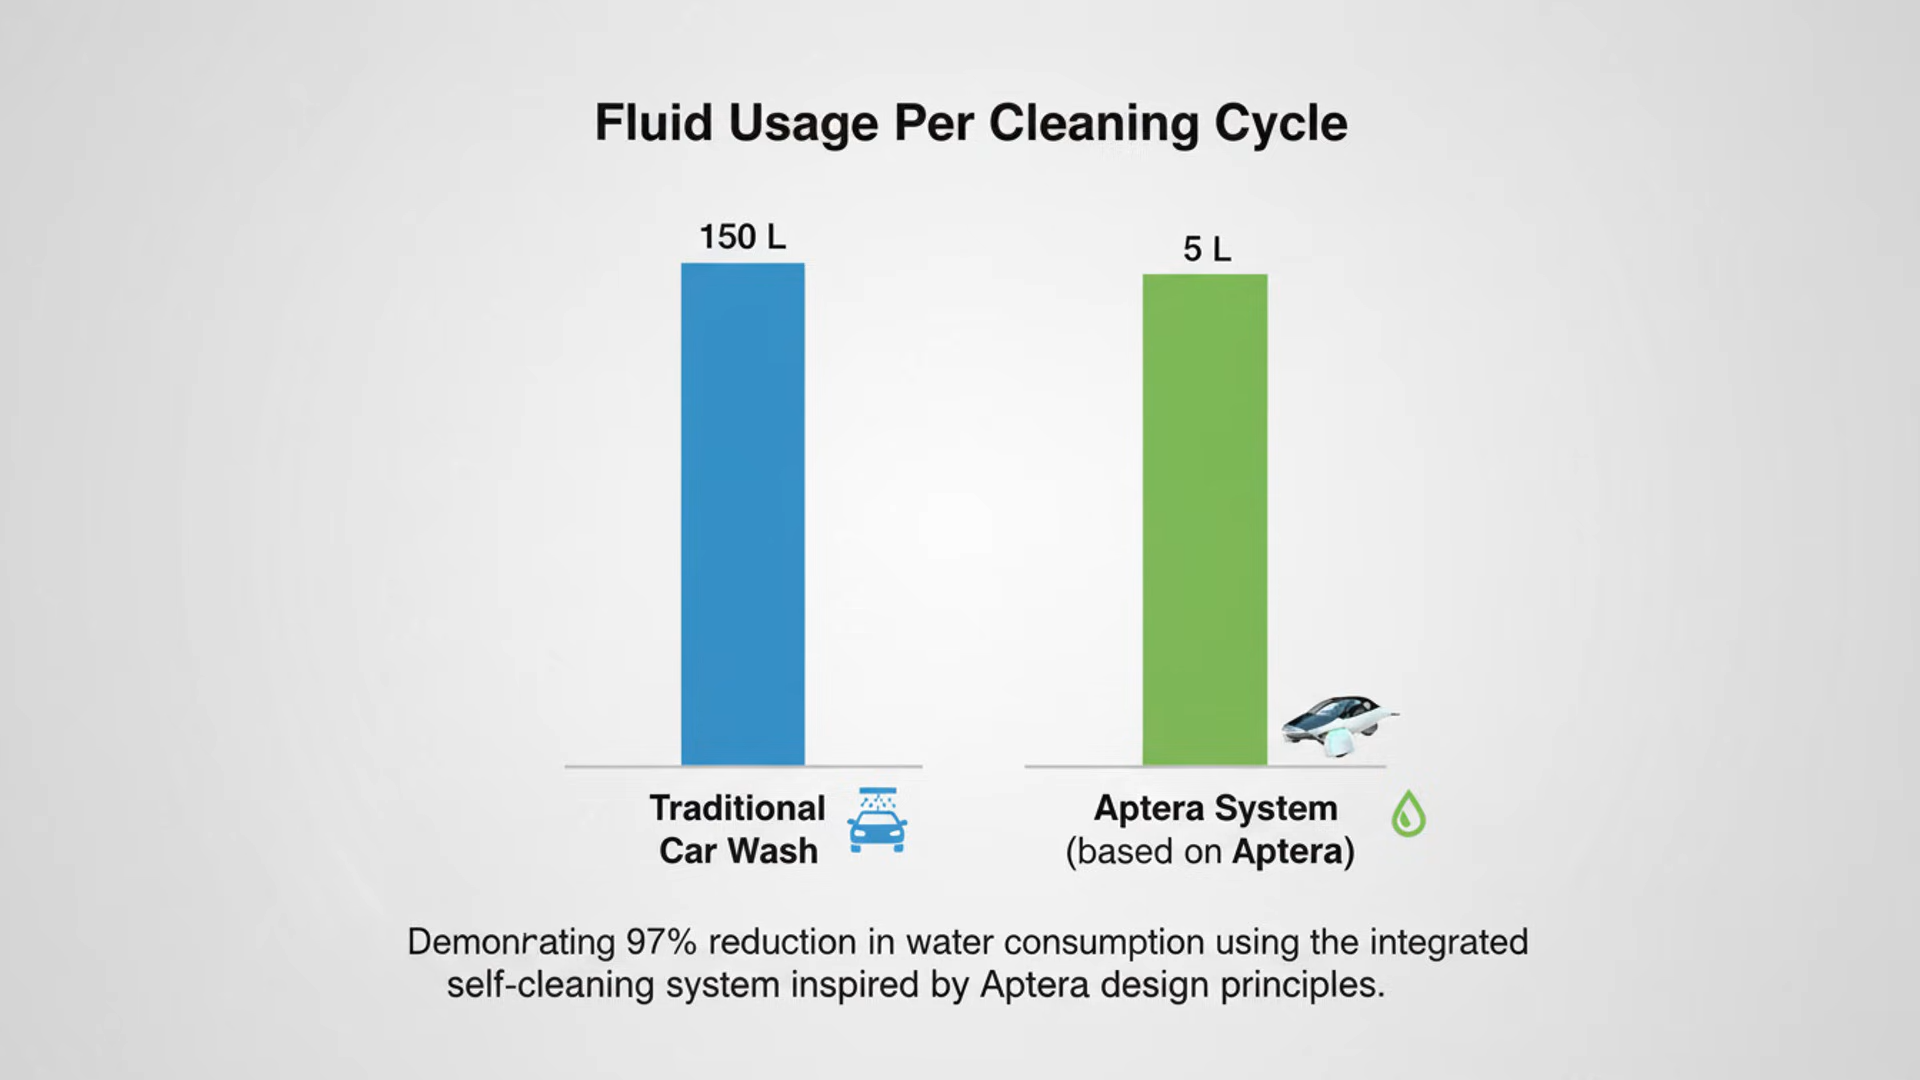 Fluid Usage Per Cleaning Cycle
150 L
5 L
Traditional
Car Wash
Aptera System
(based on Aptera)
Demonrating 97% reduction in water consumption using the integrated
self-cleaning system inspired by Aptera design principles.